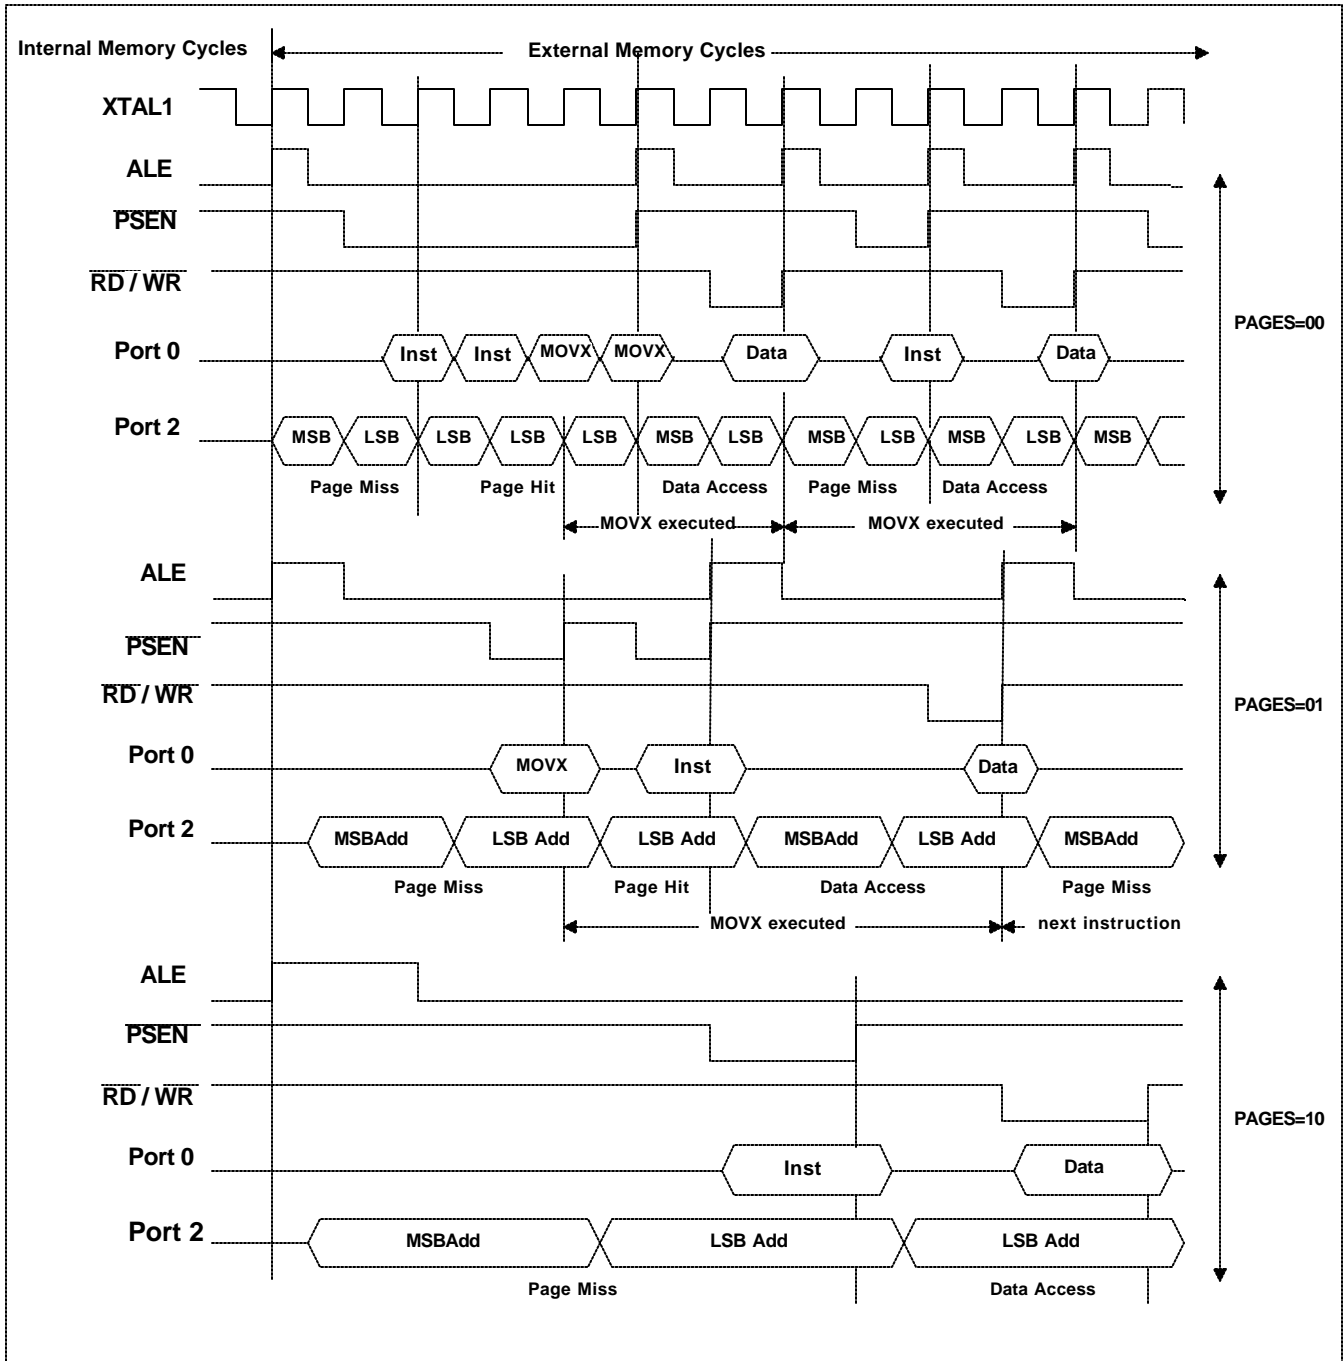 Internal Memory Cycles External Memory Cycles
XTAL1
ALE
PSEN
RD / WR
PAGES=00
Port 0 Inst Inst MOVX MOVX Data Inst Data
Port 2 MSB LSB LSB LSB LSB MSB LSB MSB LSB MSB LSB MSB
Page Miss Page Hit Data Access Page Miss Data Access
MOVX executed MOVX executed
ALE
PSEN
RD / WR
PAGES=01
Port 0 MOVX Inst Data
Port 2 MSBAdd LSB Add LSB Add MSBAdd LSB Add MSBAdd
Page Miss Page Hit Data Access Page Miss
MOVX executed next instruction
ALE
PSEN
RD / WR
PAGES=10
Port 0 Inst Data
Port 2 MSBAdd LSB Add LSB Add
Page Miss Data Access